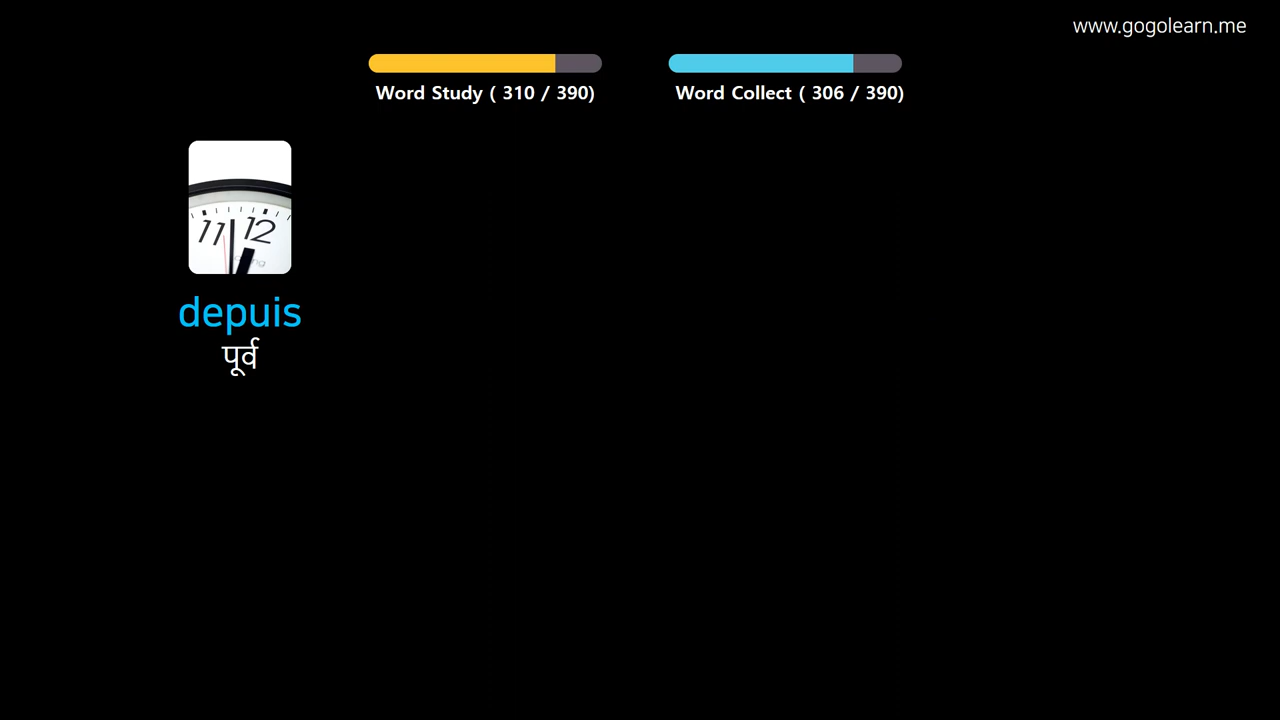 www.gogolearn.me
Word Study ( 310 / 390)
Word Collect ( 306 / 390)
11 12
depuis
पूर्व